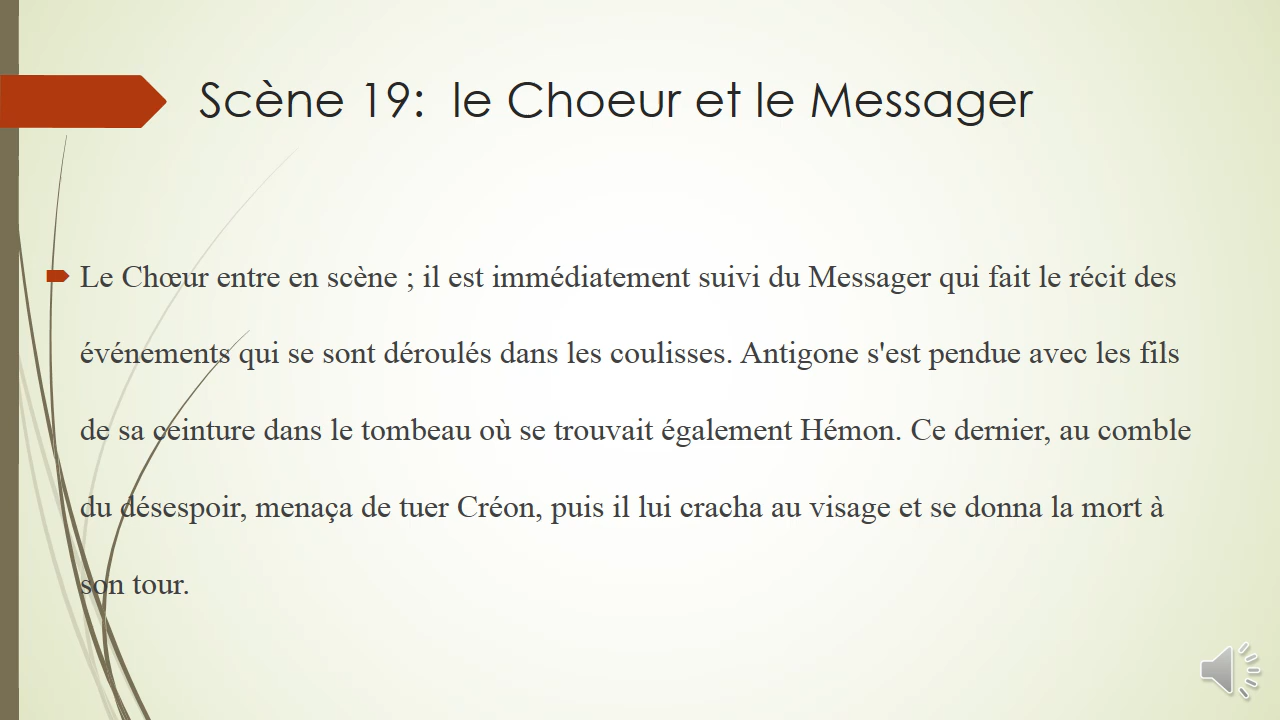 Scène 19: le Choeur et le Messager
Le Chœur entre en scène ; il est immédiatement suivi du Messager qui fait le récit des
événements qui se sont déroulés dans les coulisses. Antigone s'est pendue avec les fils
de sa ceinture dans le tombeau où se trouvait également Hémon. Ce dernier, au comble
du désespoir, menaça de tuer Créon, puis il lui cracha au visage et se donna la mort à
son tour.